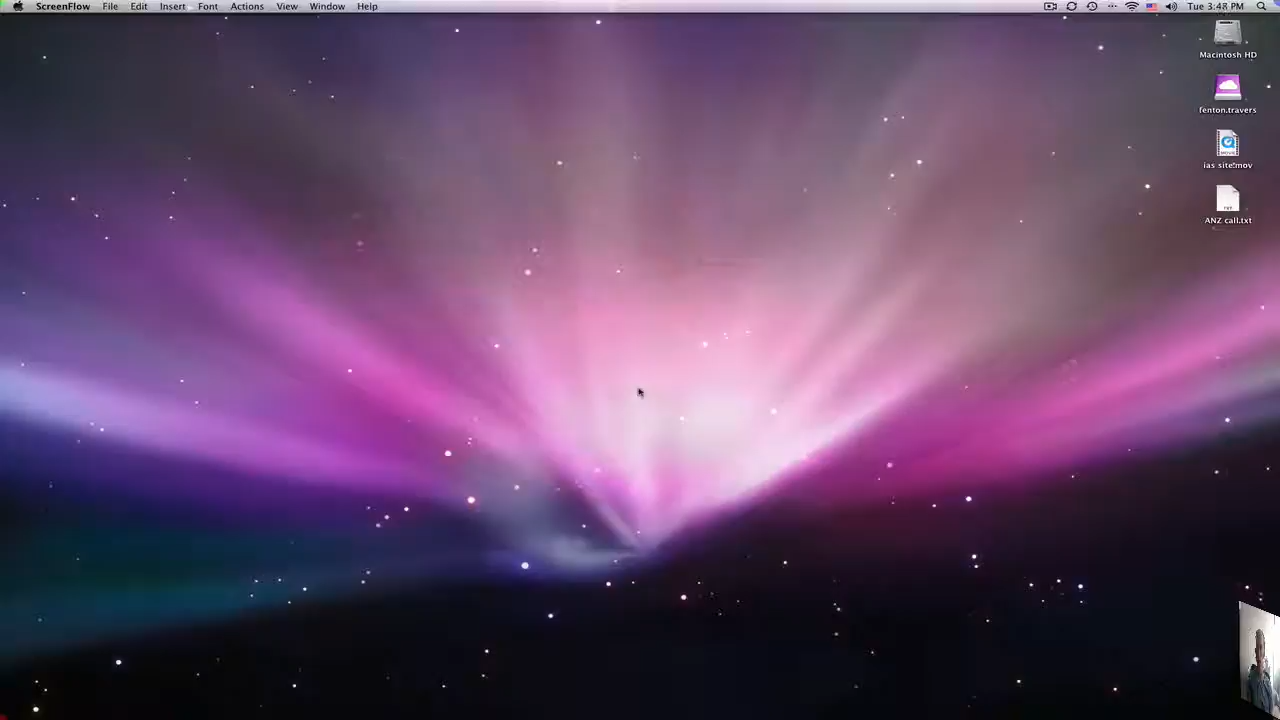 ScreenFlow File Edit Insert Font Actions View Window Help Tue 3:48 PM
Macintosh HD
fenton.travers
ias site.mov
ANZ call.txt